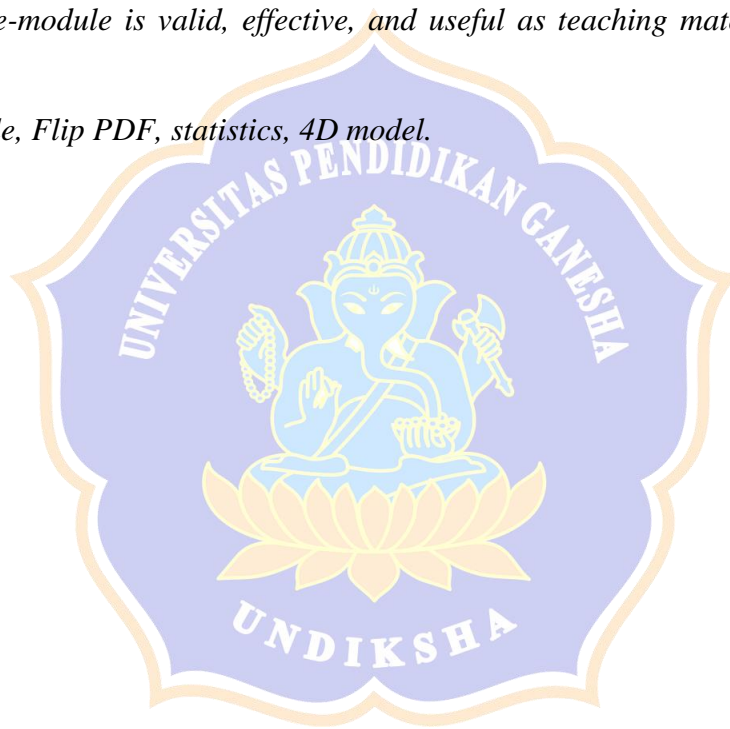 e-module is valid, effective, and useful as teaching mat
le, Flip PDF, statistics, 4D model.
UNIVERSITAS PENDIDIKAN GANESHA
UNDIKSHA